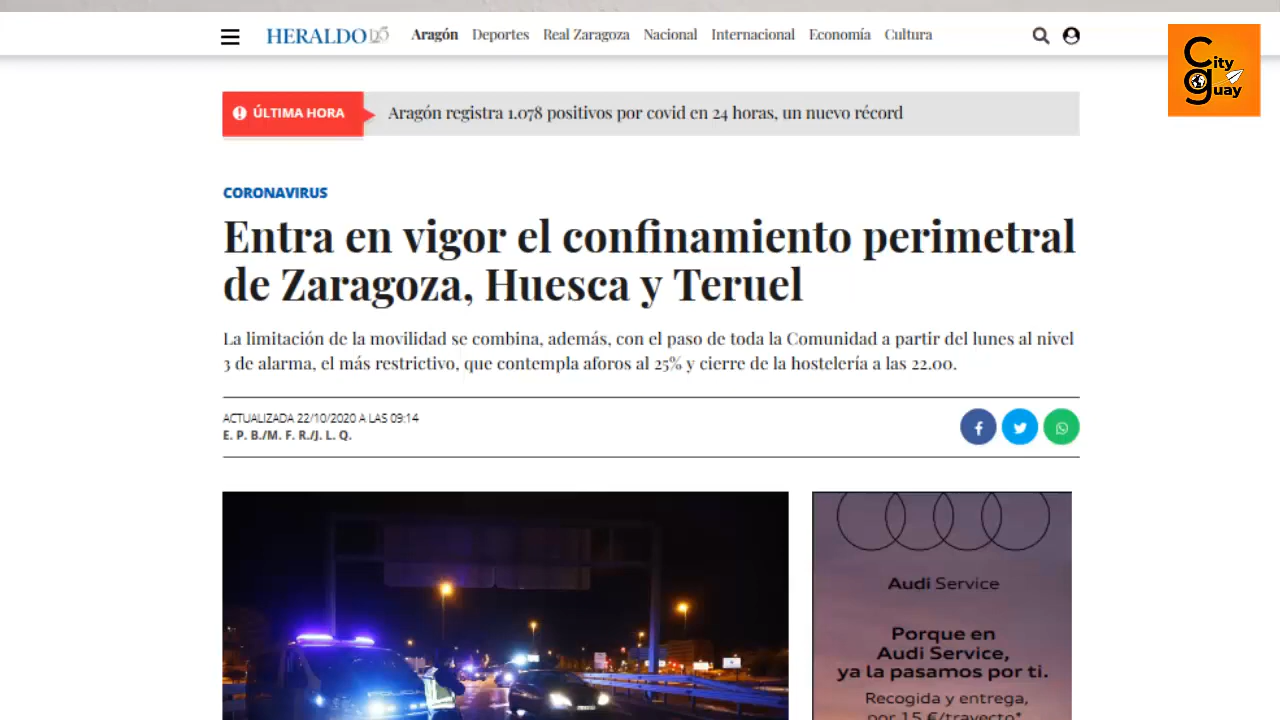 HERALDO
Aragón Deportes Real Zaragoza Nacional Internacional Economía Cultura
City
guay
ÚLTIMA HORA Aragón registra 1.078 positivos por covid en 24 horas, un nuevo récord
CORONAVIRUS
Entra en vigor el confinamiento perimetral
de Zaragoza, Huesca y Teruel
La limitación de la movilidad se combina, además, con el paso de toda la Comunidad a partir del lunes al nivel
3 de alarma, el más restrictivo, que contempla aforos al 25% y cierre de la hostelería a las 22.00.
ACTUALIZADA 22/10/2020 A LAS 09:14
E. P. B./M. F. R./J. L. Q.
Audi Service
Porque en
Audi Service,
ya la pasamos por ti.
Recogida y entrega,
por 15 €/trayecto*